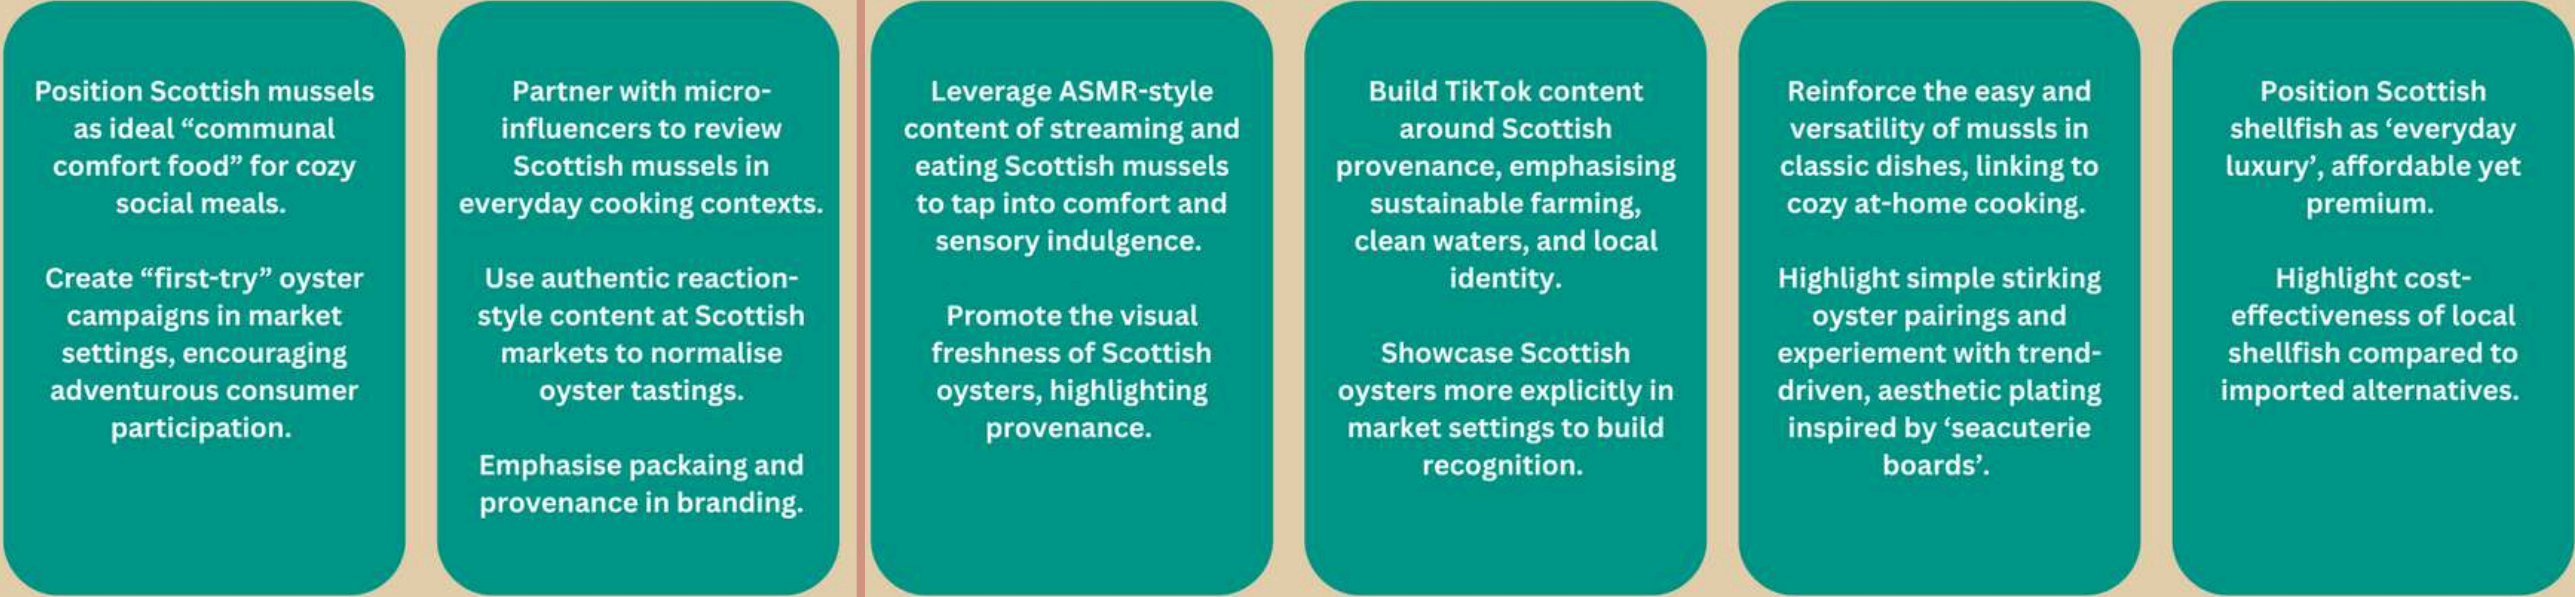 Position Scottish mussels
as ideal “communal
comfort food” for cozy
social meals.
Create “first-try” oyster
campaigns in market
settings, encouraging
adventurous consumer
participation.
Partner with micro-
influencers to review
Scottish mussels in
everyday cooking contexts.
Use authentic reaction-
style content at Scottish
markets to normalise
oyster tastings.
Emphasise packaing and
provenance in branding.
Leverage ASMR-style
content of streaming and
eating Scottish mussels
to tap into comfort and
sensory indulgence.
Promote the visual
freshness of Scottish
oysters, highlighting
provenance.
Build TikTok content
around Scottish
provenance, emphasising
sustainable farming,
clean waters, and local
identity.
Showcase Scottish
oysters more explicitly in
market settings to build
recognition.
Reinforce the easy and
versatility of mussls in
classic dishes, linking to
cozy at-home cooking.
Highlight simple stirking
oyster pairings and
experiement with trend-
driven, aesthetic plating
inspired by ‘seacuterie
boards’.
Position Scottish
shellfish as ‘everyday
luxury’, affordable yet
premium.
Highlight cost-
effectiveness of local
shellfish compared to
imported alternatives.